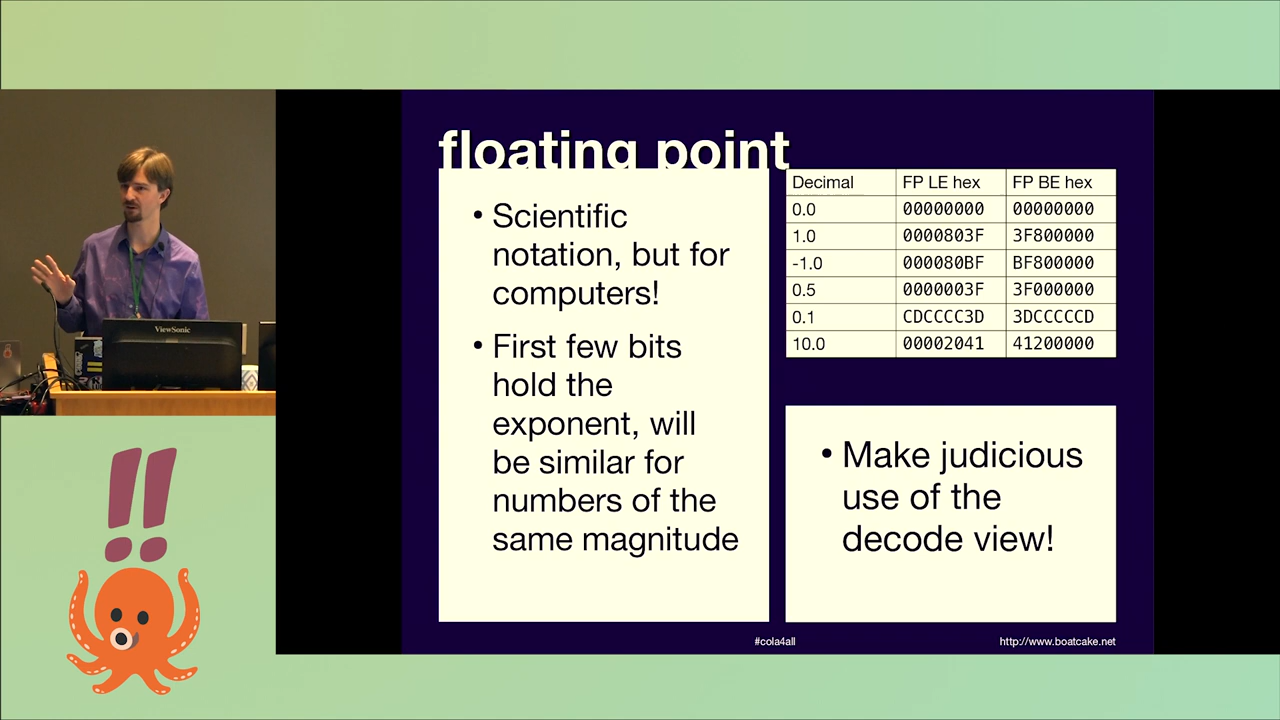 floating point
• Scientific
notation, but for
computers!
• First few bits
hold the
exponent, will
be similar for
numbers of the
same magnitude
Decimal FP LE hex FP BE hex
0.0 00000000 00000000
1.0 0000803F 3F800000
-1.0 000080BF BF800000
0.5 0000003F 3F000000
0.1 CDCCCC3D 3DCCCCCD
10.0 00002041 41200000
• Make judicious
use of the
decode view!
#cola4all
http://www.boatcake.net
ViewSonic
!!